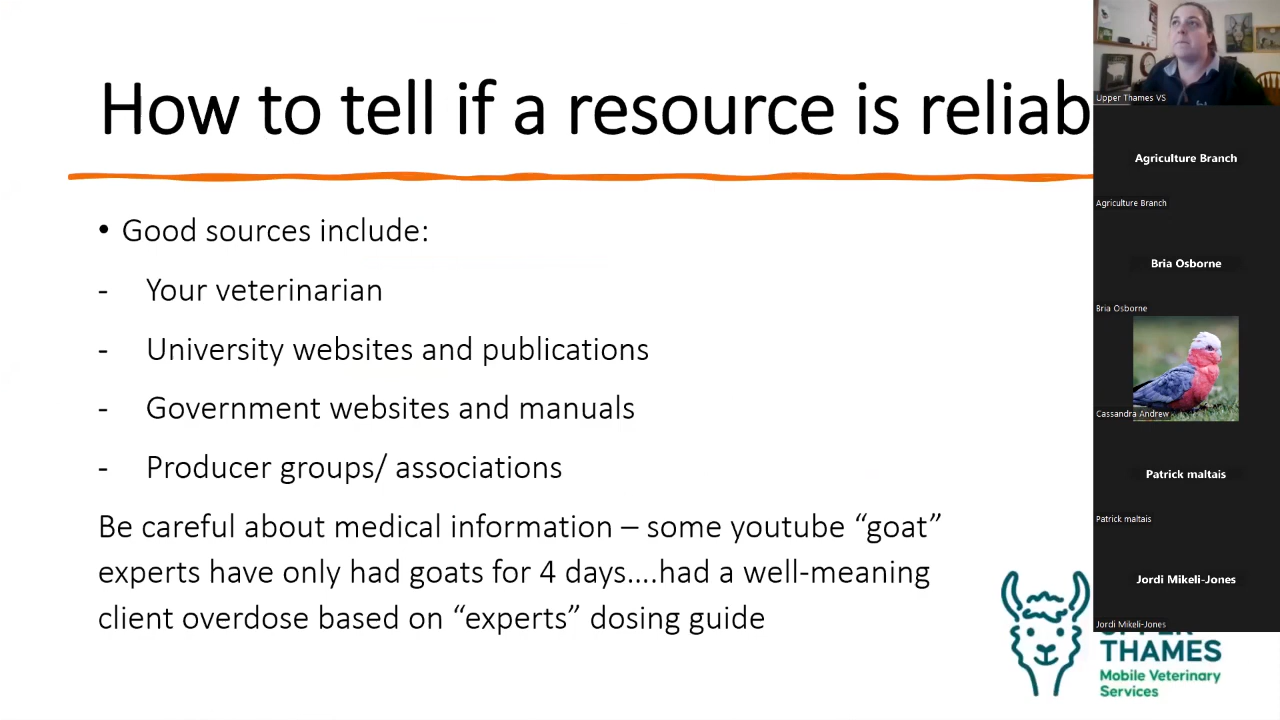 How to tell if a resource is reliab
• Good sources include:
- Your veterinarian
- University websites and publications
- Government websites and manuals
- Producer groups/ associations
Be careful about medical information – some youtube “goat”
experts have only had goats for 4 days....had a well-meaning
client overdose based on “experts” dosing guide
Upper Thames VS
Agriculture Branch
Agriculture Branch
Bria Osborne
Bria Osborne
Cassandra Andrew
Patrick maltais
Patrick maltais
Jordi Mikeli-Jones
Jordi Mikeli-Jones
UPPER
THAMES
Mobile Veterinary
Services